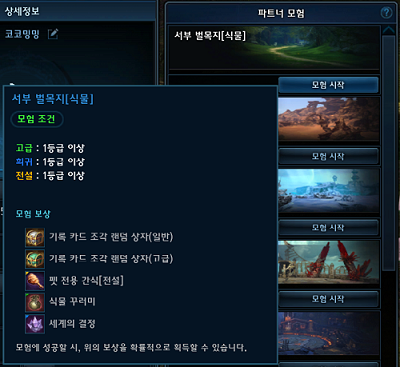 상세정보
파트너 모험
코코밍밍
서부 벌목지[식물]
모험 시작
서부 벌목지[식물]
모험 조건
고급 : 1등급 이상
희귀 : 1등급 이상
전설 : 1등급 이상
모험 시작
모험 시작
모험 보상
기록 카드 조각 랜덤 상자(일반)
기록 카드 조각 랜덤 상자(고급)
펫 전용 간식[전설]
식물 꾸러미
모험 시작
세계의 결정
모험에 성공할 시, 위의 보상을 확률적으로 획득할 수 있습니다.